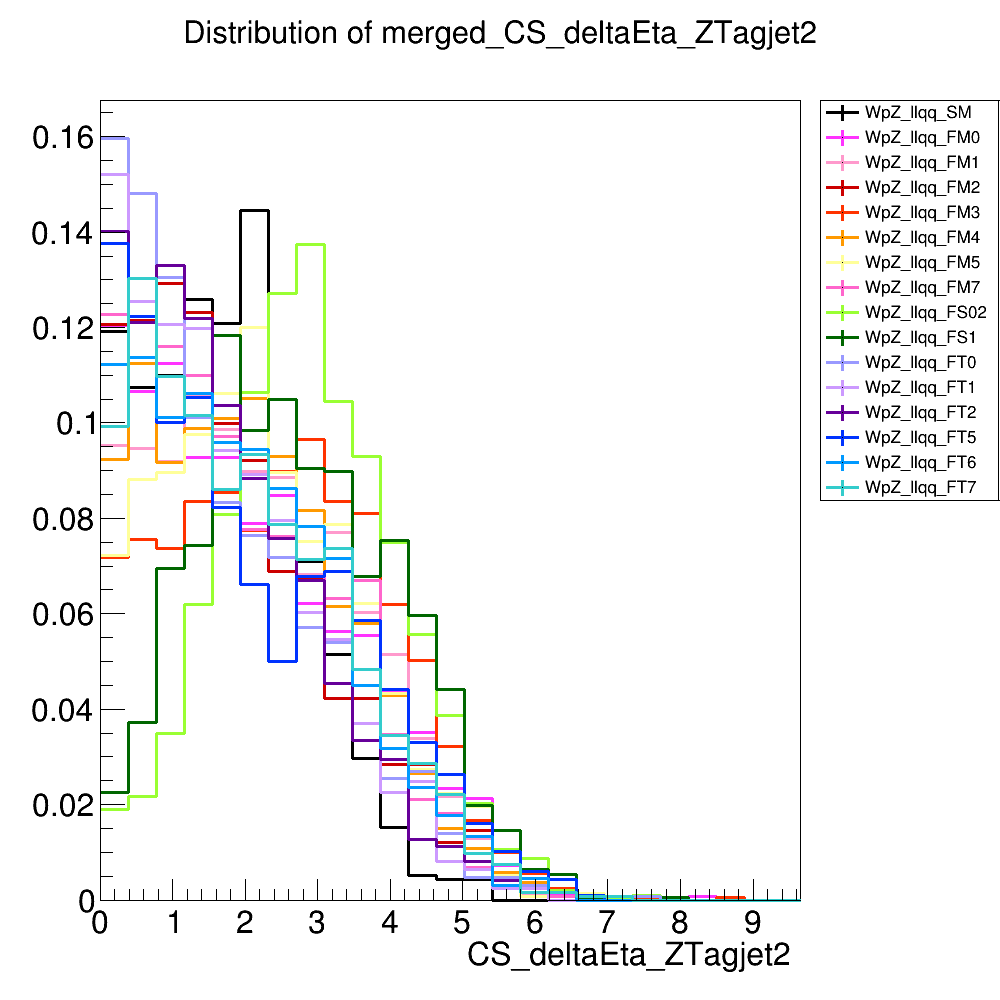 Distribution of merged_CS_deltaEta_ZTagjet2
0.16
0.14
0.12
0.1
0.08
0.06
0.04
0.02
0
0 1 2 3 4 5 6 7 8 9
CS_deltaEta_ZTagjet2
WpZ_llqq_SM
WpZ_llqq_FM0
WpZ_llqq_FM1
WpZ_llqq_FM2
WpZ_llqq_FM3
WpZ_llqq_FM4
WpZ_llqq_FM5
WpZ_llqq_FM7
WpZ_llqq_FS02
WpZ_llqq_FS1
WpZ_llqq_FT0
WpZ_llqq_FT1
WpZ_llqq_FT2
WpZ_llqq_FT5
WpZ_llqq_FT6
WpZ_llqq_FT7